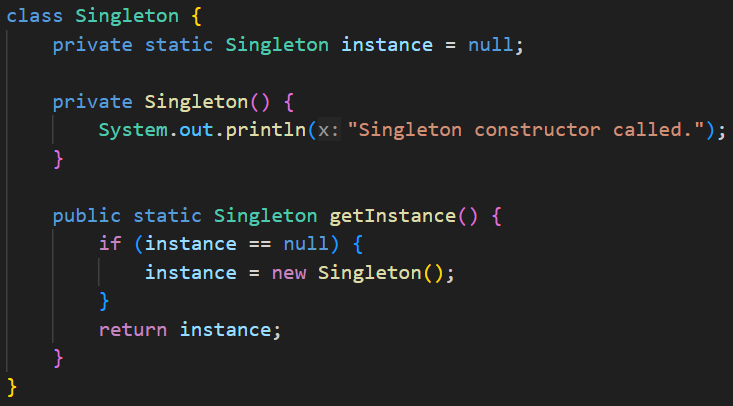 class Singleton {
    private static Singleton instance = null;
    private Singleton() {
        System.out.println(x: "Singleton constructor called.");
    }
    public static Singleton getInstance() {
        if (instance == null) {
            instance = new Singleton();
        }
        return instance;
    }
}